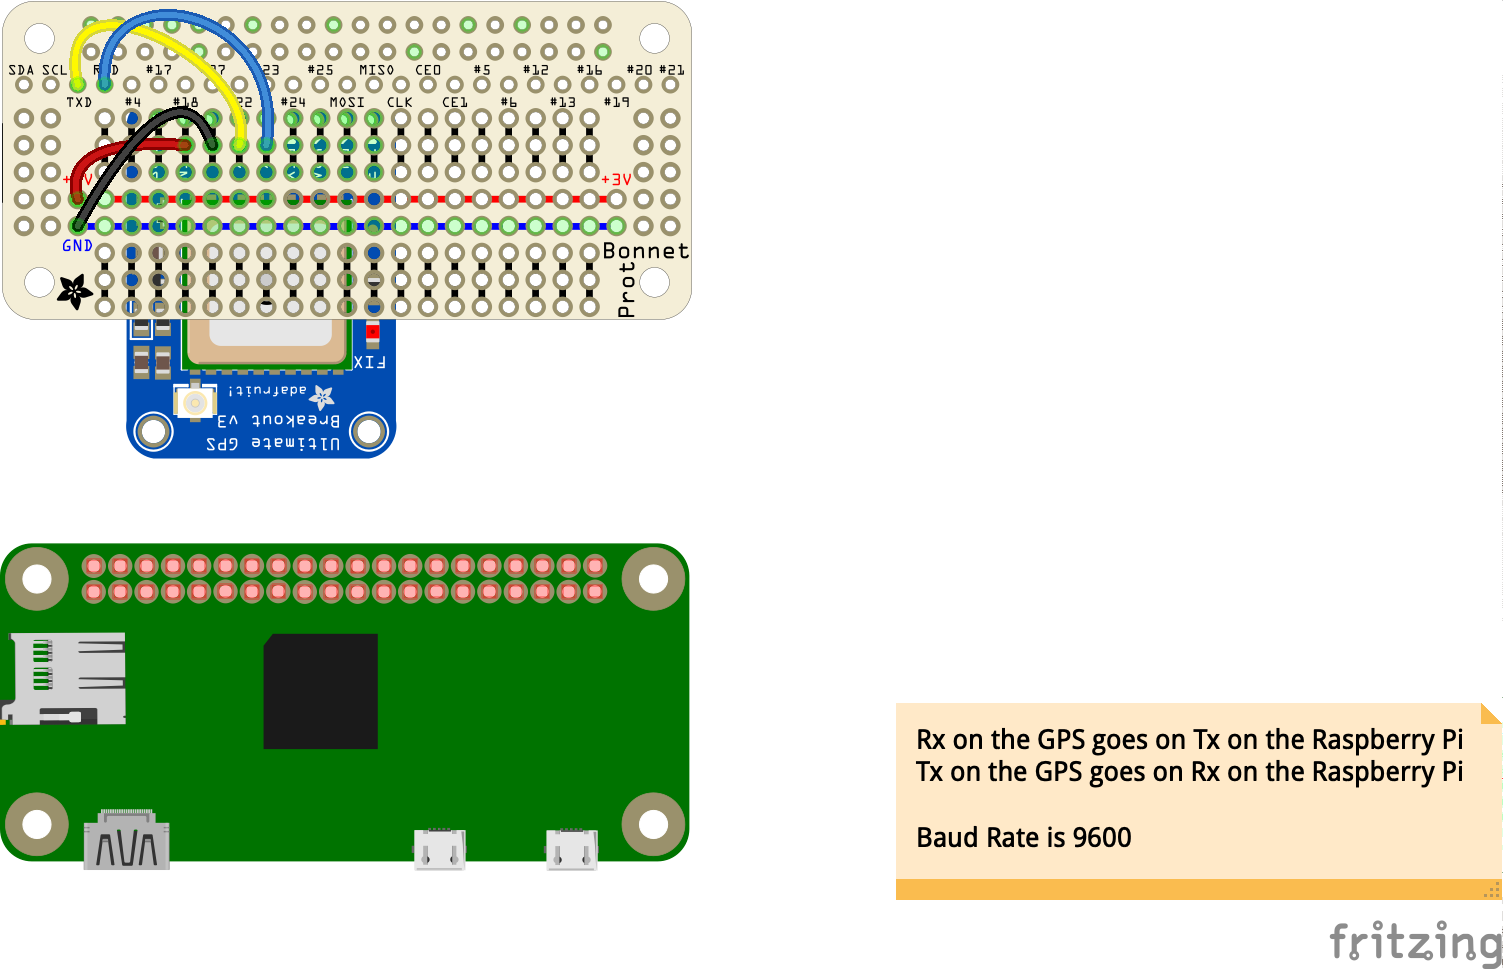 SDA SCL RXD #17 #27 #23 #25 MISO CE0 #5 #12 #16 #20 #21
TXD #4 #18 #22 #24 MOSI CLK CE1 #6 #13 #19
+3V
GND
Bonnet
Proto
FIX
adafruit!
Breakout v3
Ultimate GPS
Rx on the GPS goes on Tx on the Raspberry Pi
Tx on the GPS goes on Rx on the Raspberry Pi
Baud Rate is 9600
fritzing